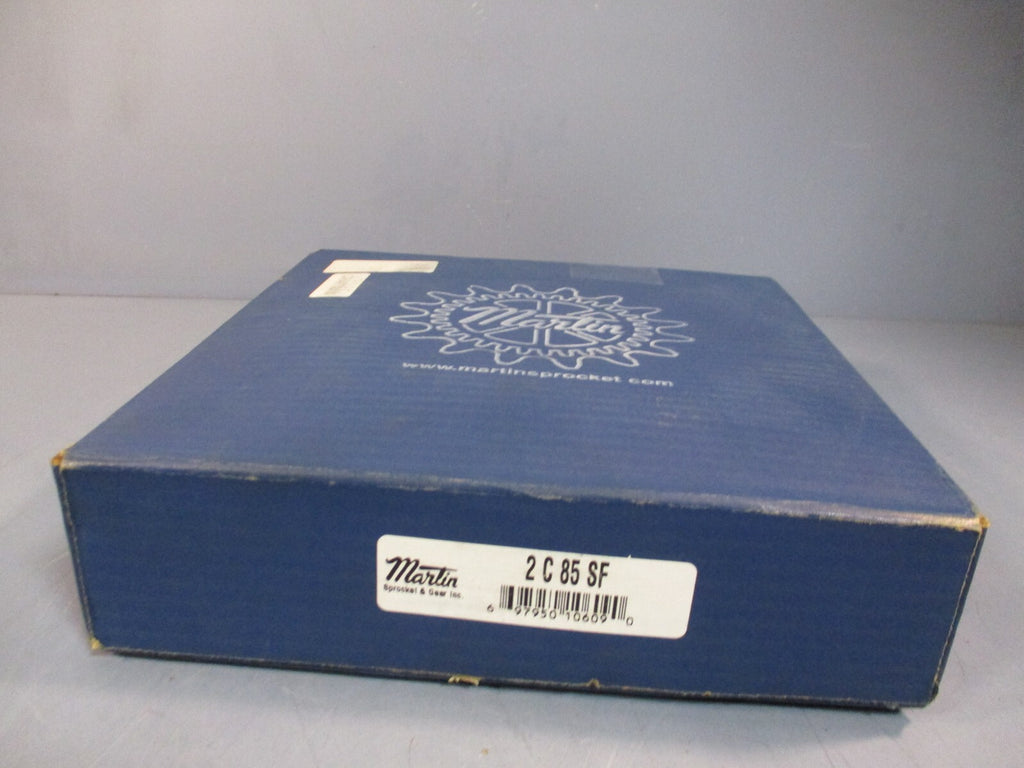 Martin
www.martinsprocket.com
Martin
Sprocket & Gear Inc.
2 C 85 SF
6 97950 10609 0